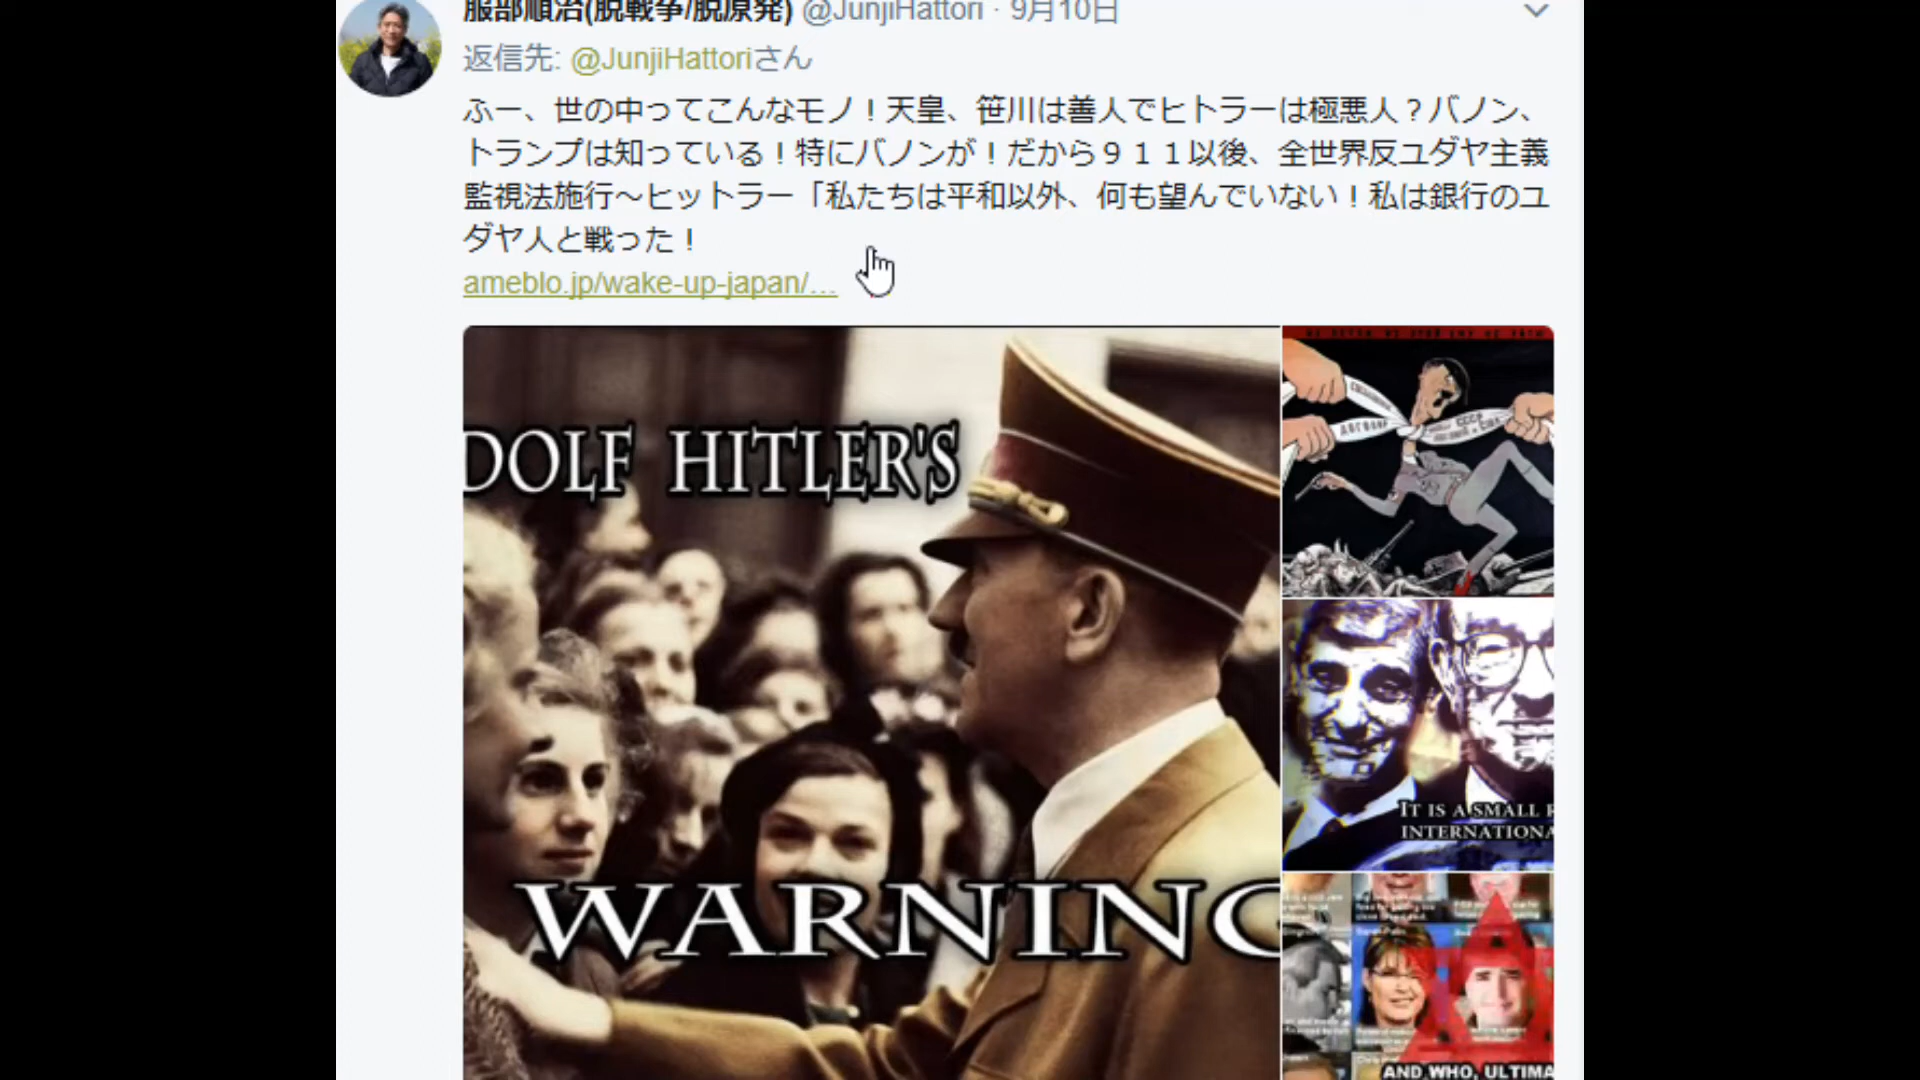 服部順治(脱戦争/脱原発) @JunjiHattori · 9月10日
返信先: @JunjiHattoriさん
ふー、世の中ってこんなモノ！天皇、笹川は善人でヒトラーは極悪人？バノン、
トランプは知っている！特にバノンが！だから９１１以後、全世界反ユダヤ主義
監視法施行～ヒットラー「私たちは平和以外、何も望んでいない！私は銀行のユ
ダヤ人と戦った！
ameblo.jp/wake-up-japan/…
DOLF HITLER'S
WARNING
IT IS A SMALL
INTERNATIONA
AND WHO, ULTIMA